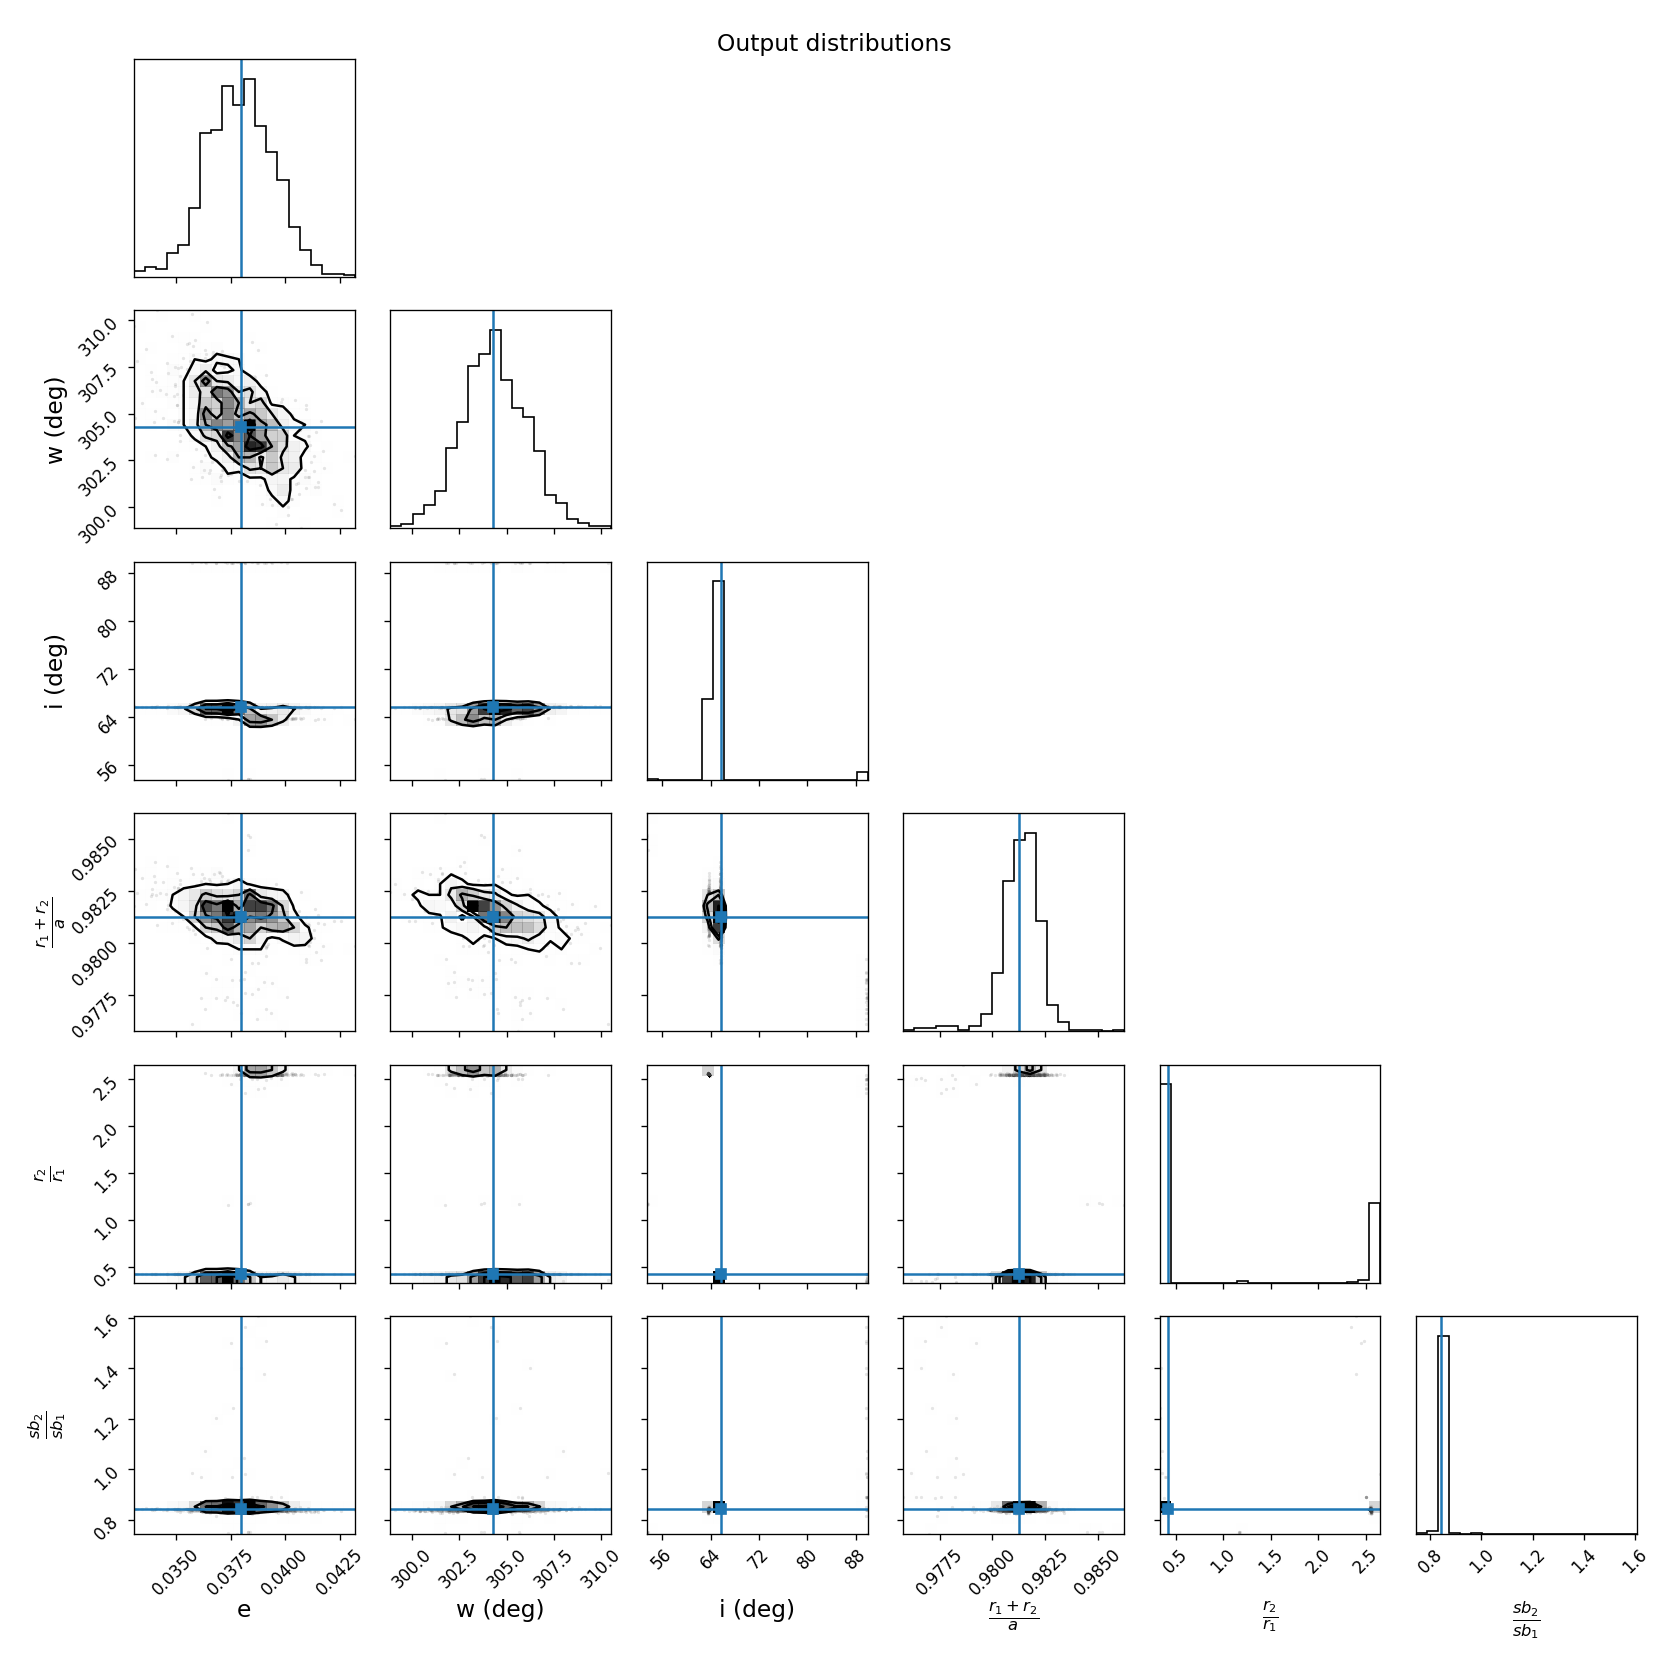 Output distributions
310.0
307.5
305.0
302.5
300.0
w (deg)
88
80
72
64
56
i (deg)
0.9850
0.9825
0.9800
0.9775
r₁ + r₂
a
2.5
2.0
1.5
1.0
0.5
r₂
r₁
1.6
1.4
1.2
1.0
0.8
sb₂
sb₁
0.0350 0.0375 0.0400 0.0425
e
300.0 302.5 305.0 307.5 310.0
w (deg)
56 64 72 80 88
i (deg)
0.9775 0.9800 0.9825 0.9850
r₁ + r₂
a
0.5 1.0 1.5 2.0 2.5
r₂
r₁
0.8 1.0 1.2 1.4 1.6
sb₂
sb₁